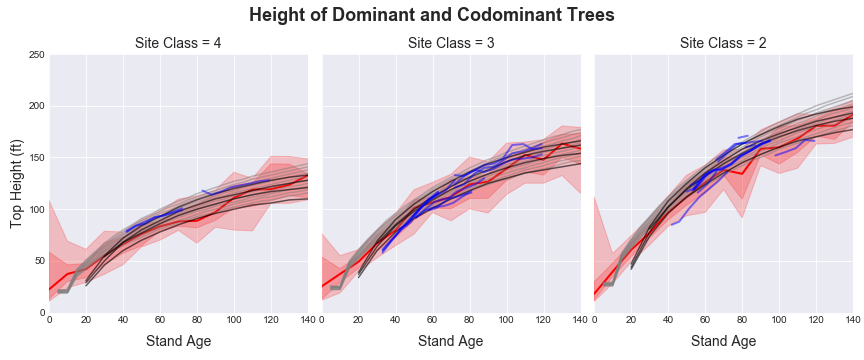 Height of Dominant and Codominant Trees
Site Class = 4
Site Class = 3
Site Class = 2
Top Height (ft)
250
200
150
100
50
0
0 20 40 60 80 100 120 140
0 20 40 60 80 100 120 140
0 20 40 60 80 100 120 140
Stand Age
Stand Age
Stand Age